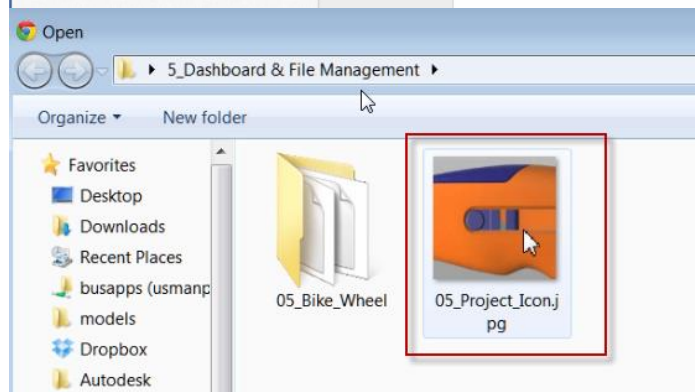 Open
5_Dashboard & File Management
Organize New folder
Favorites
Desktop
Downloads
Recent Places
busapps (usmanp
models
Dropbox
Autodesk
05_Bike_Wheel
05_Project_Icon.j
pg